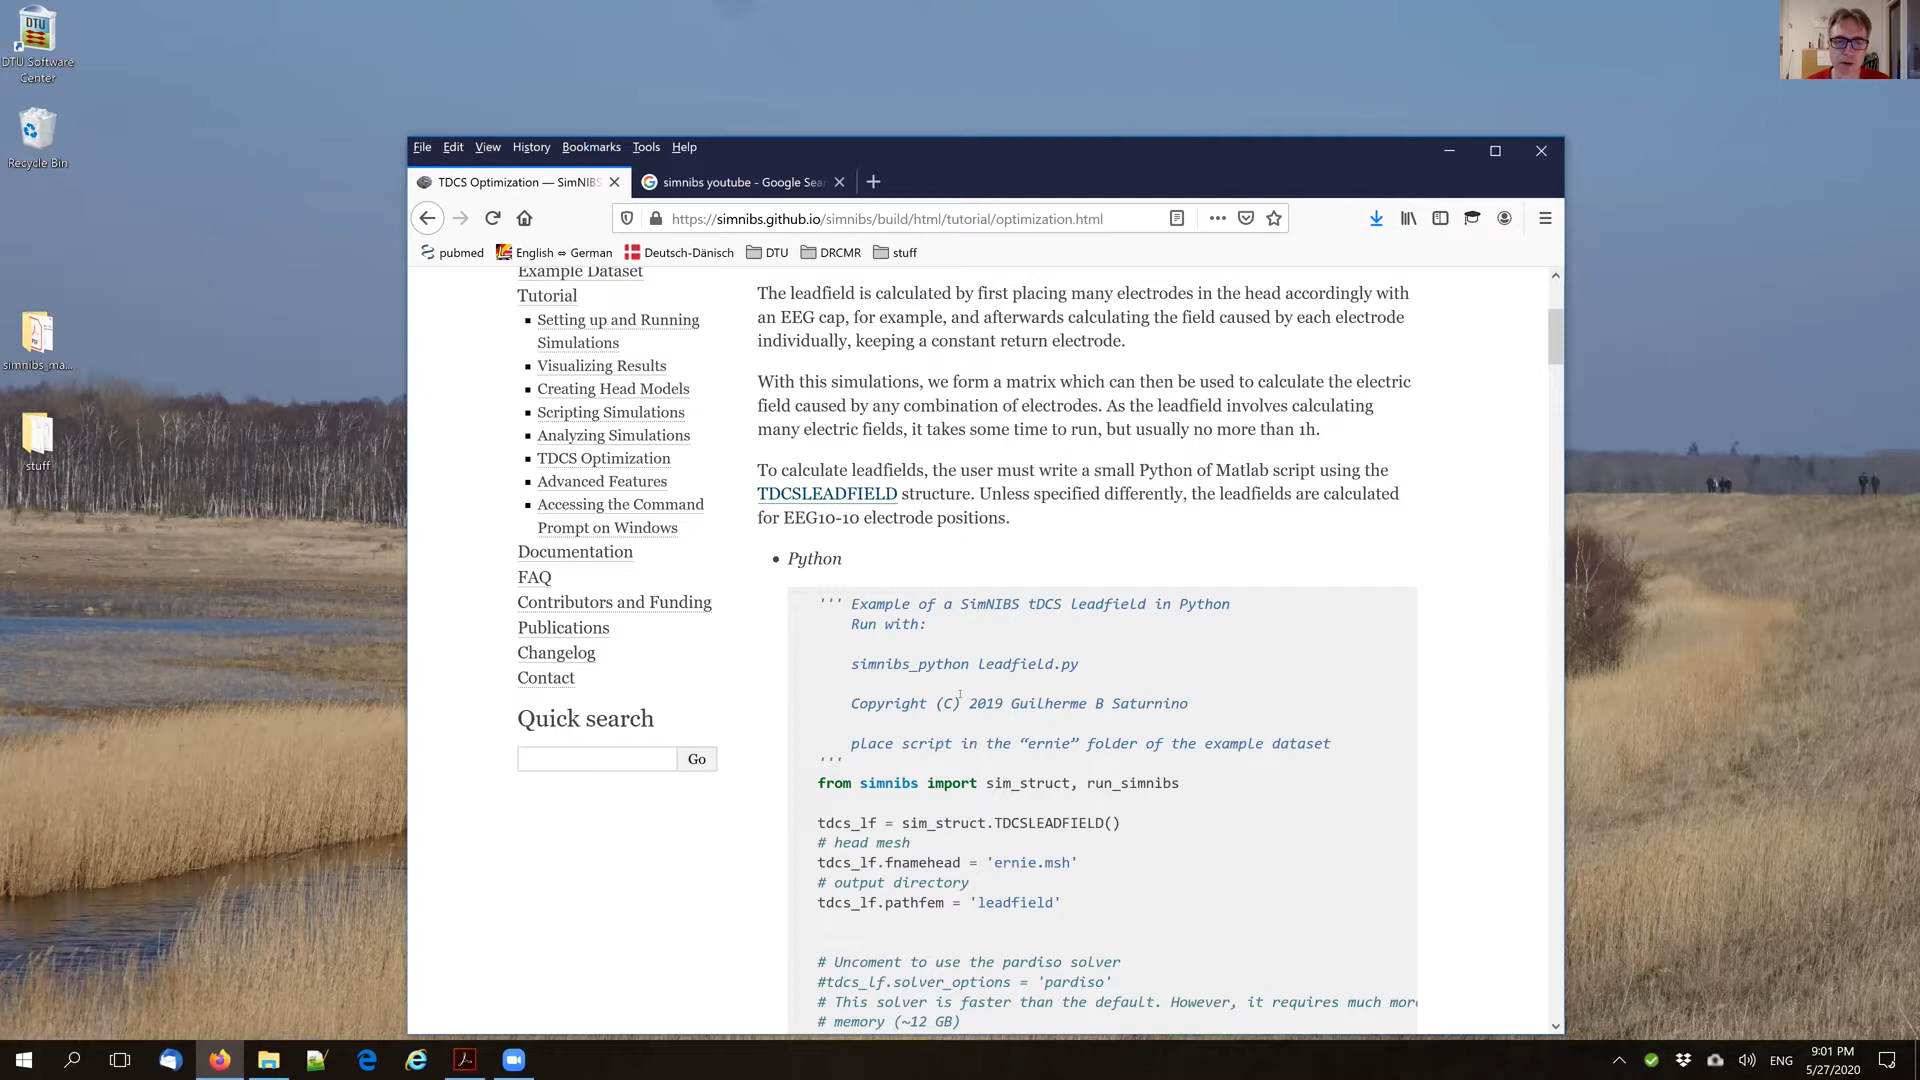 DTU
DTU Software
Center
Recycle Bin
simnibs_ma...
stuff
File Edit View History Bookmarks Tools Help
TDCS Optimization — SimNIBS
simnibs youtube - Google Sear
https://simnibs.github.io/simnibs/build/html/tutorial/optimization.html
pubmed English ⇔ German Deutsch-Dänisch DTU DRCMR stuff
Example Dataset
Tutorial
Setting up and Running
Simulations
Visualizing Results
Creating Head Models
Scripting Simulations
Analyzing Simulations
TDCS Optimization
Advanced Features
Accessing the Command
Prompt on Windows
Documentation
FAQ
Contributors and Funding
Publications
Changelog
Contact
Quick search
Go
The leadfield is calculated by first placing many electrodes in the head accordingly with
an EEG cap, for example, and afterwards calculating the field caused by each electrode
individually, keeping a constant return electrode.
With this simulations, we form a matrix which can then be used to calculate the electric
field caused by any combination of electrodes. As the leadfield involves calculating
many electric fields, it takes some time to run, but usually no more than 1h.
To calculate leadfields, the user must write a small Python of Matlab script using the
TDCSLEADFIELD structure. Unless specified differently, the leadfields are calculated
for EEG10-10 electrode positions.
• Python
''' Example of a SimNIBS tDCS leadfield in Python
Run with:
simnibs_python leadfield.py
Copyright (C) 2019 Guilherme B Saturnino
place script in the “ernie” folder of the example dataset
'''
from simnibs import sim_struct, run_simnibs
tdcs_lf = sim_struct.TDCSLEADFIELD()
# head mesh
tdcs_lf.fnamehead = 'ernie.msh'
# output directory
tdcs_lf.pathfem = 'leadfield'
# Uncoment to use the pardiso solver
#tdcs_lf.solver_options = 'pardiso'
# This solver is faster than the default. However, it requires much more
# memory (~12 GB)
ENG
9:01 PM
5/27/2020